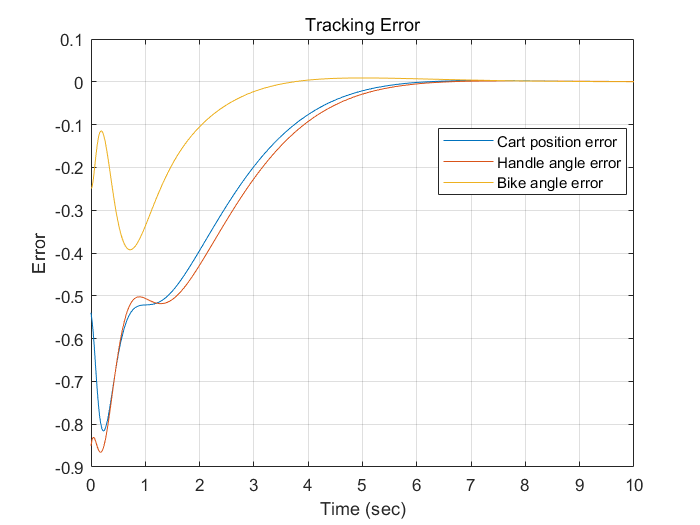 Tracking Error
0.1
0
-0.1
-0.2
-0.3
-0.4
-0.5
-0.6
-0.7
-0.8
-0.9
Error
Cart position error
Handle angle error
Bike angle error
0 1 2 3 4 5 6 7 8 9 10
Time (sec)